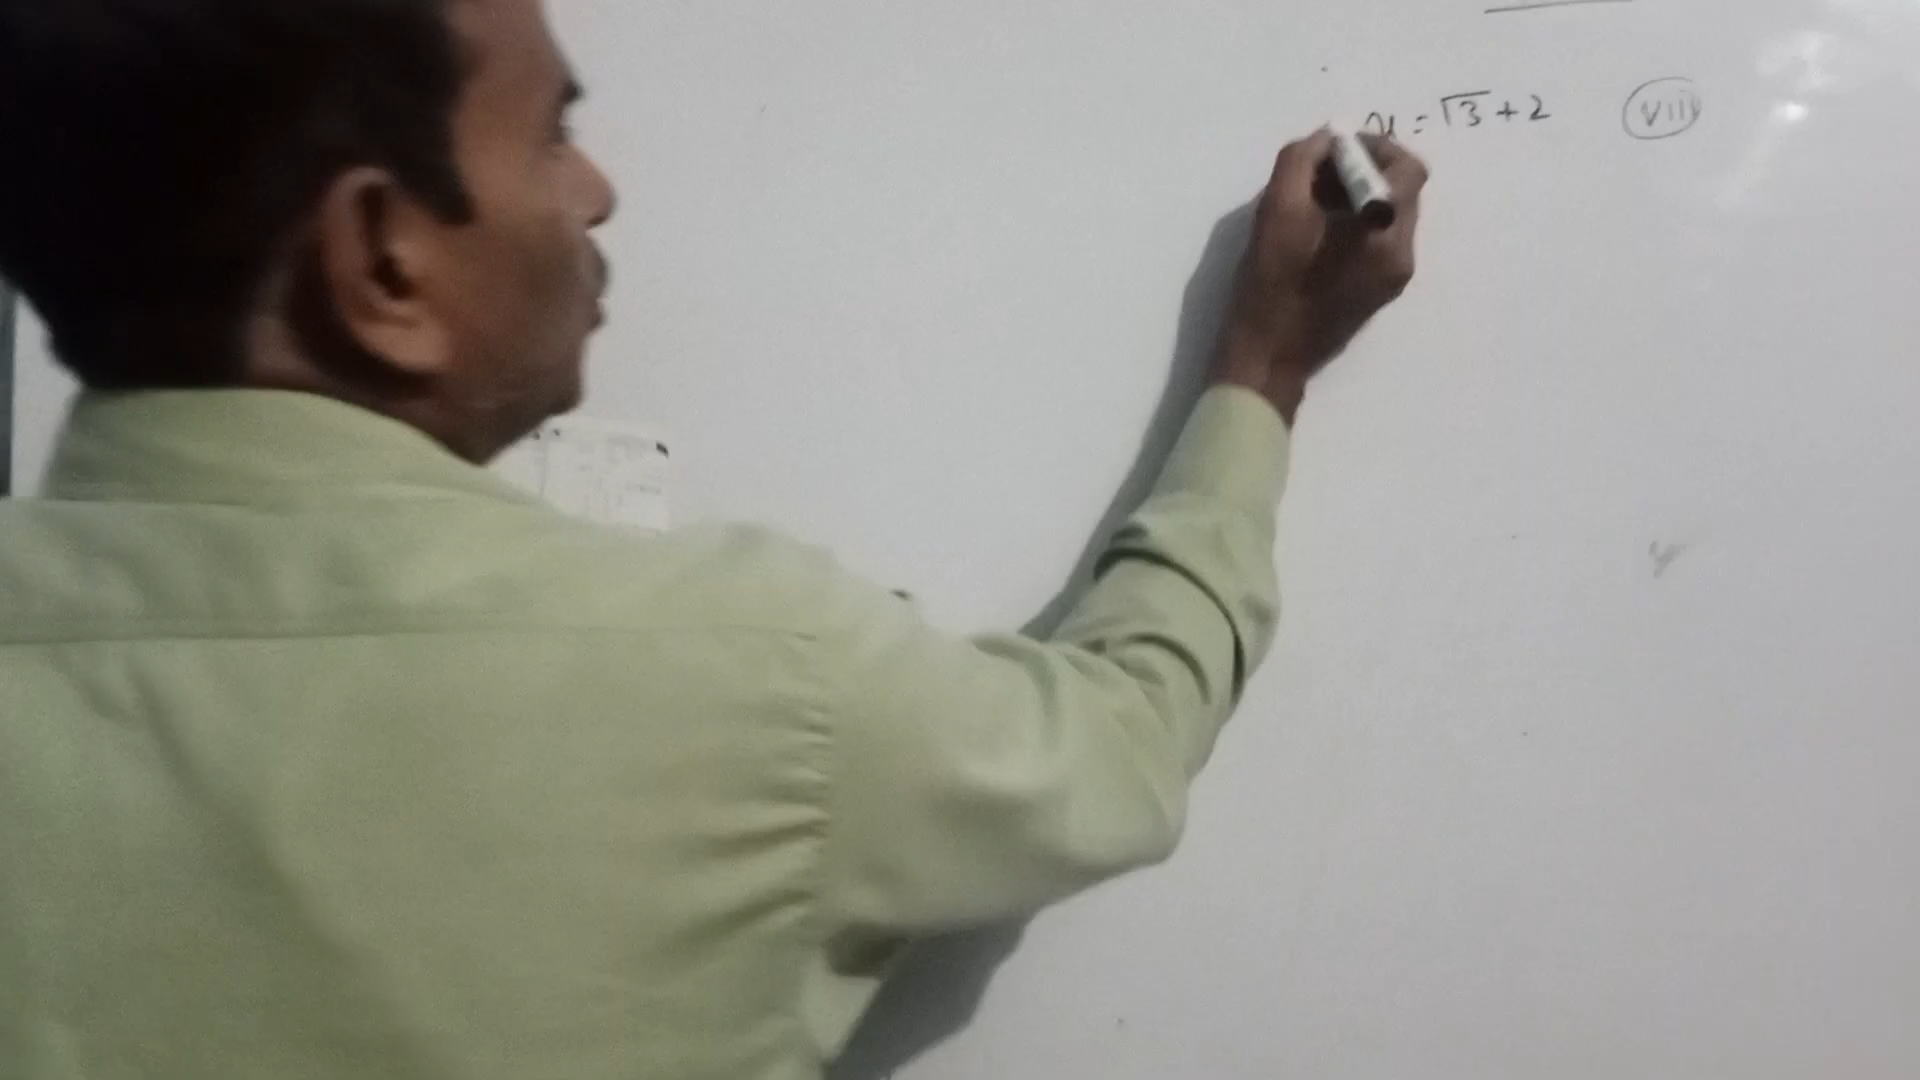 x = √3 + 2 VIII